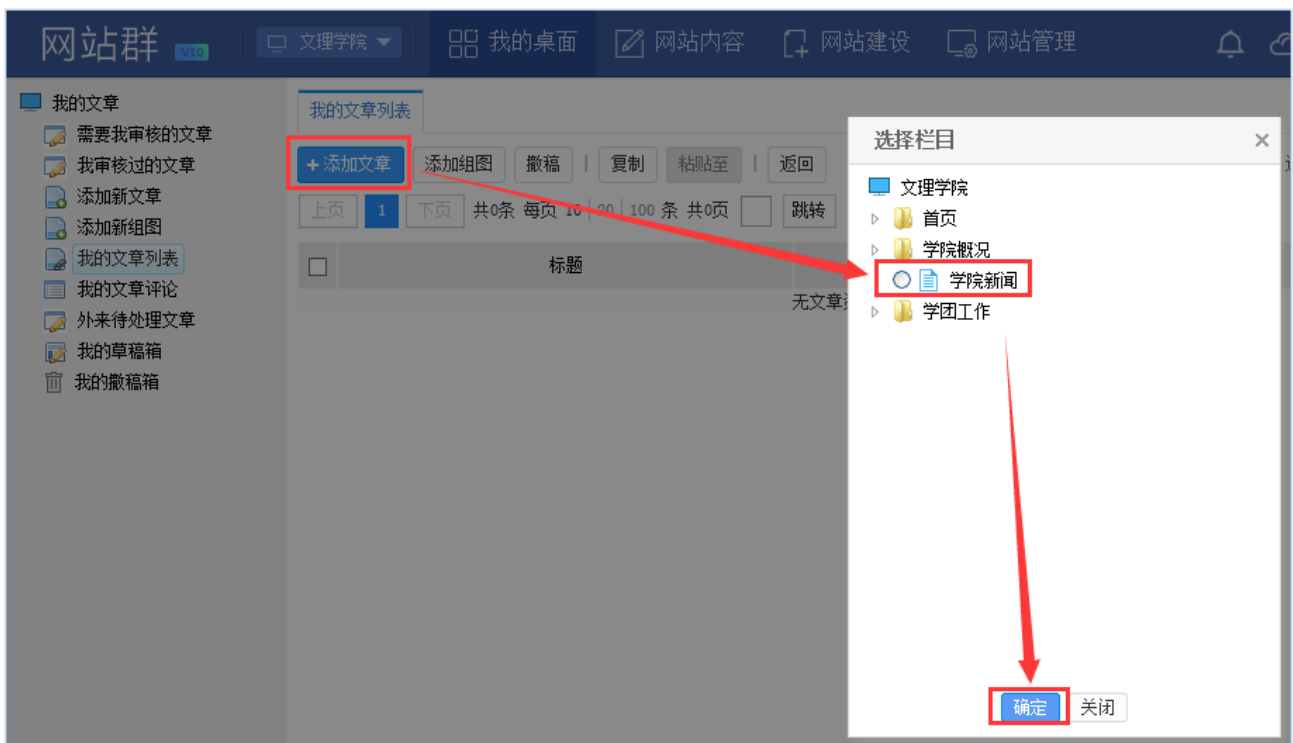 网站群 V1.0 文理学院 我的桌面 网站内容 网站建设 网站管理
我的文章
需要我审核的文章
我审核过的文章
添加新文章
添加新组图
我的文章列表
我的文章评论
外来待处理文章
我的草稿箱
我的撤稿箱
我的文章列表
+ 添加文章 添加组图 撤稿 | 复制 粘贴至 | 返回
上页 1 下页 共0条 每页 10 | 20 | 100 条 共0页 跳转
标题
无文章
选择栏目 ×
文理学院
首页
学院概况
学院新闻
学团工作
确定 关闭